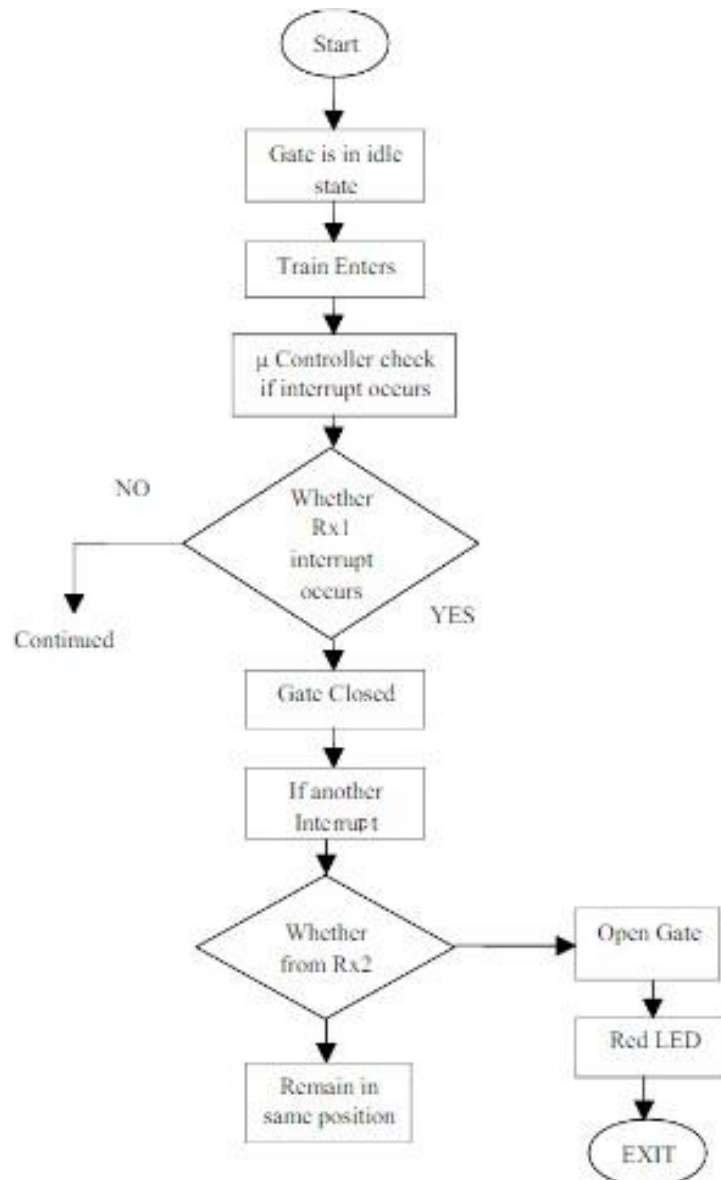 Start
Gate is in idle
state
Train Enters
μ Controller check
if interrupt occurs
NO
Whether
Rx1
interrupt
occurs
YES
Continued
Gate Closed
If another
Interrupt
Whether
from Rx2
Open Gate
Red LED
Remain in
same position
EXIT